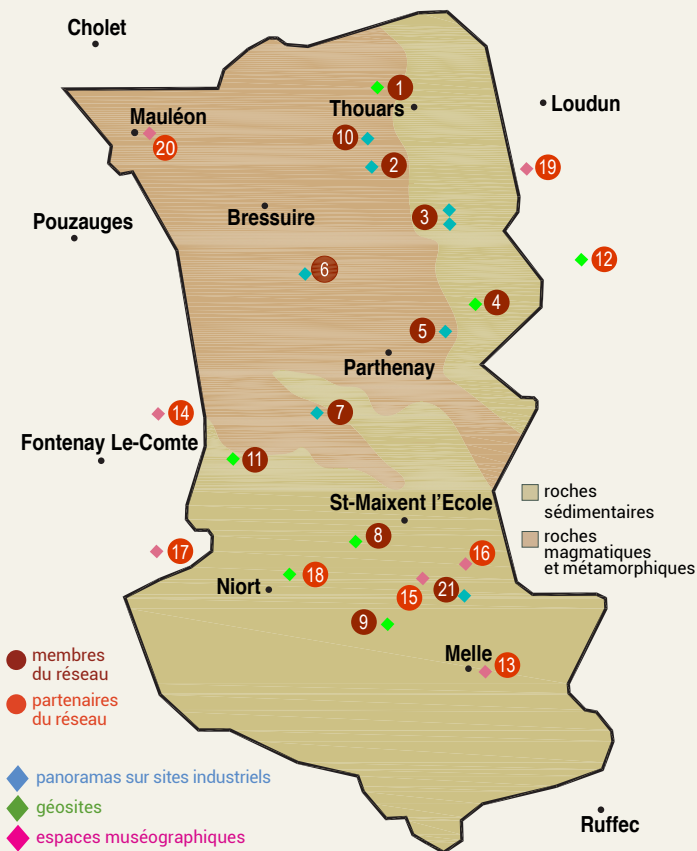 Cholet
1
Thouars
Loudun
Mauléon
10
20
2
19
Bressuire
3
Pouzauges
12
6
4
5
Parthenay
14
7
Fontenay Le-Comte
11
roches
sédimentaires
St-Maixent l'Ecole
roches
magmatiques
et métamorphiques
8
17
16
18
Niort
15
21
9
membres
du réseau
Melle
13
partenaires
du réseau
panoramas sur sites industriels
géosites
Ruffec
espaces muséographiques